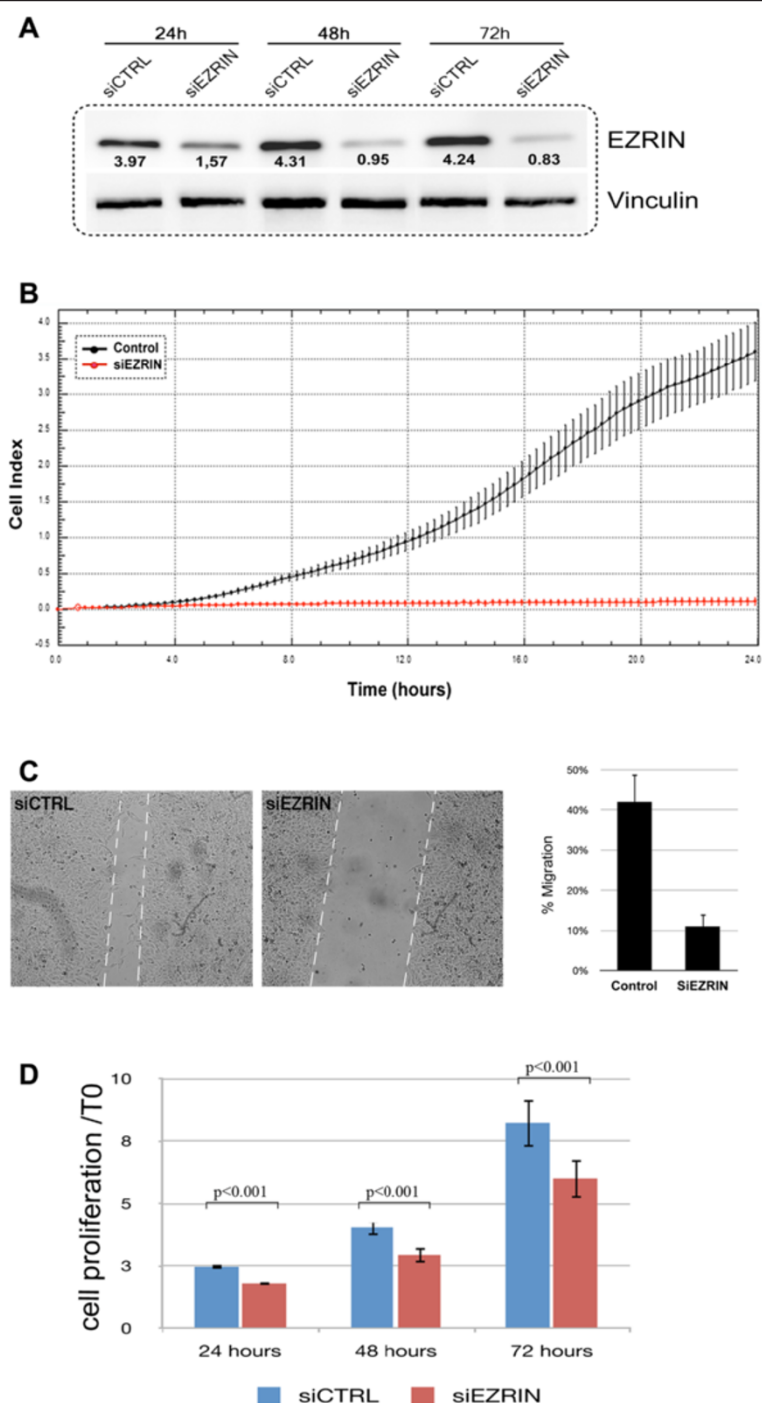 A
24h 48h 72h
siCTRL siEZRIN siCTRL siEZRIN siCTRL siEZRIN
EZRIN
3.97 1,57 4.31 0.95 4.24 0.83
Vinculin
B
4.0
3.5
3.0
2.5
2.0
1.5
1.0
0.5
0.0
-0.5
Control
siEZRIN
Cell Index
0.0 4.0 8.0 12.0 16.0 20.0 24.0
Time (hours)
C
siCTRL siEZRIN
50%
40%
30%
20%
10%
0%
% Migration
Control SiEZRIN
D
cell proliferation /T0
10
8
5
3
0
p<0.001
p<0.001 p<0.001
24 hours 48 hours 72 hours
siCTRL siEZRIN